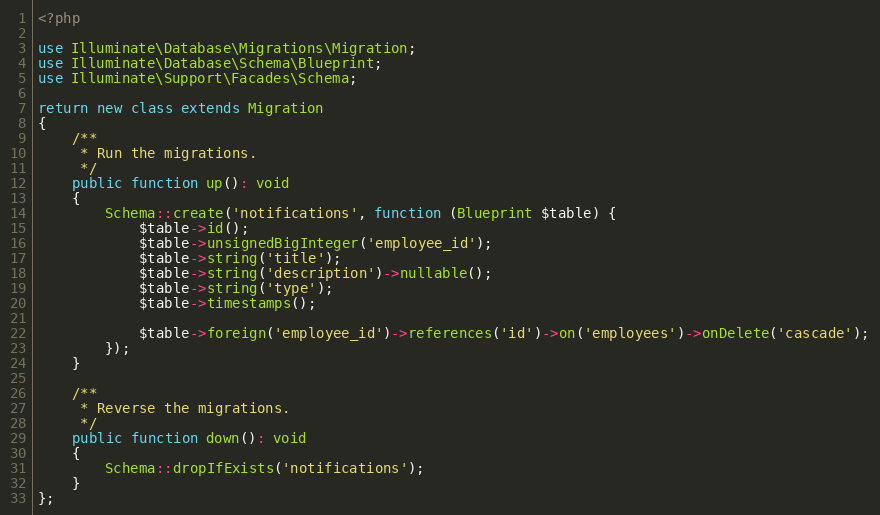 1 <?php
2
3 use Illuminate\Database\Migrations\Migration;
4 use Illuminate\Database\Schema\Blueprint;
5 use Illuminate\Support\Facades\Schema;
6
7 return new class extends Migration
8 {
9     /**
10      * Run the migrations.
11      */
12     public function up(): void
13     {
14         Schema::create('notifications', function (Blueprint $table) {
15             $table->id();
16             $table->unsignedBigInteger('employee_id');
17             $table->string('title');
18             $table->string('description')->nullable();
19             $table->string('type');
20             $table->timestamps();
21
22             $table->foreign('employee_id')->references('id')->on('employees')->onDelete('cascade');
23         });
24     }
25
26     /**
27      * Reverse the migrations.
28      */
29     public function down(): void
30     {
31         Schema::dropIfExists('notifications');
32     }
33 };